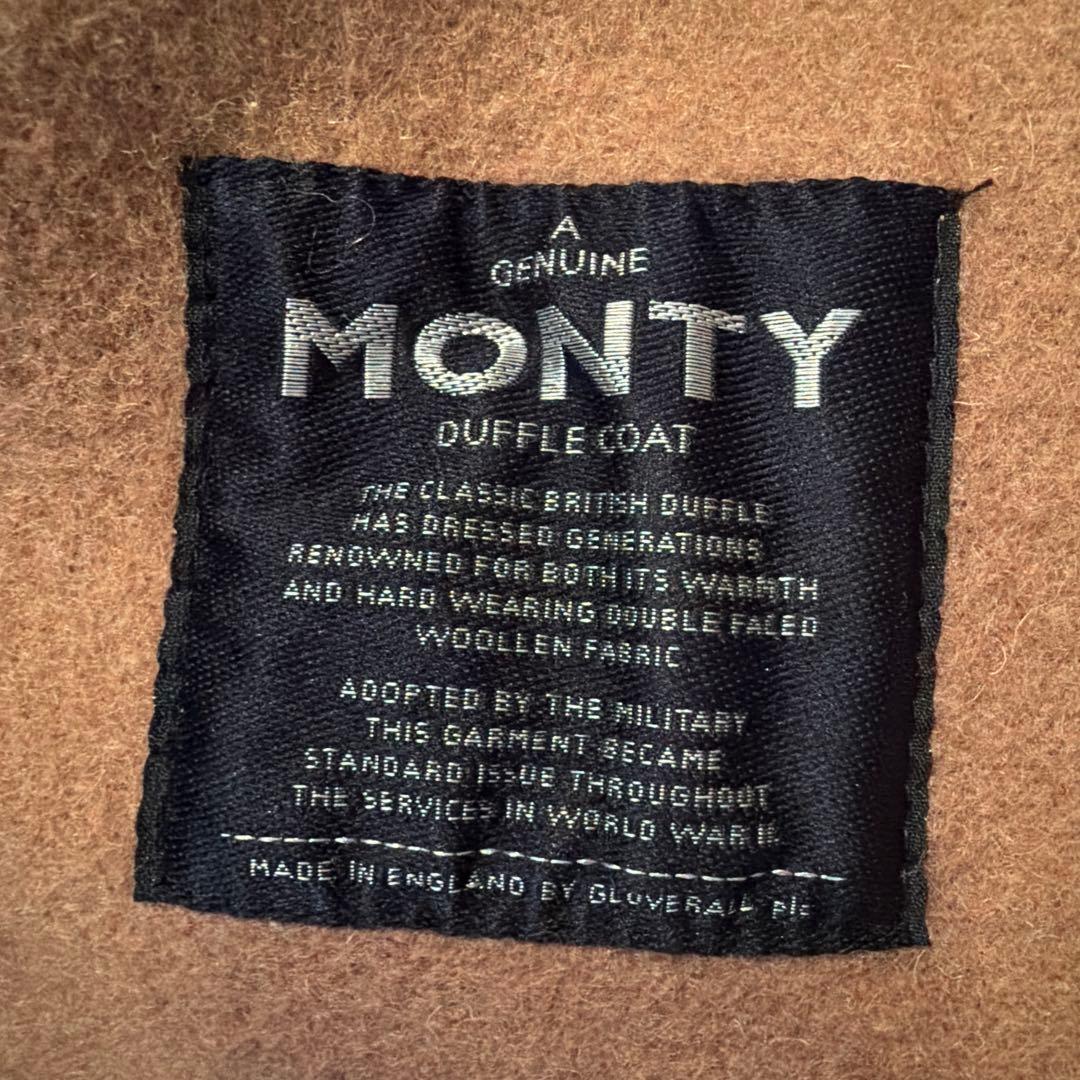 A
GENUINE
MONTY
DUFFLE COAT
THE CLASSIC BRITISH DUFFLE
HAS DRESSED GENERATIONS
RENOWNED FOR BOTH ITS WARMTH
AND HARD WEARING DOUBLE FACED
WOOLLEN FABRIC
ADOPTED BY THE MILITARY
THIS GARMENT BECAME
STANDARD ISSUE THROUGHOUT
THE SERVICES IN WORLD WAR II.
MADE IN ENGLAND BY GLOVERALL plc